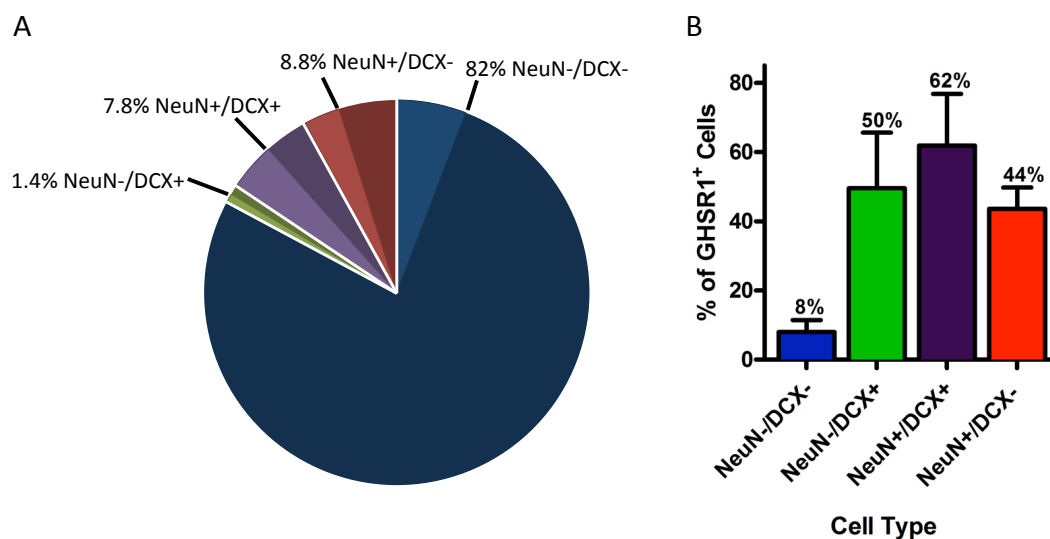 A
8.8% NeuN+/DCX-
82% NeuN-/DCX-
7.8% NeuN+/DCX+
1.4% NeuN-/DCX+
B
% of GHSR1+ Cells
80
60
40
20
0
8%
50%
62%
44%
NeuN-/DCX-
NeuN-/DCX+
NeuN+/DCX+
NeuN+/DCX-
Cell Type